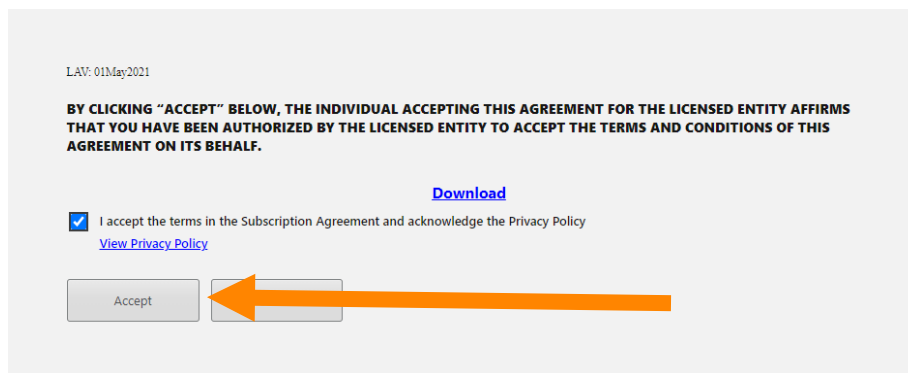 LAV: 01May2021
BY CLICKING “ACCEPT” BELOW, THE INDIVIDUAL ACCEPTING THIS AGREEMENT FOR THE LICENSED ENTITY AFFIRMS
THAT YOU HAVE BEEN AUTHORIZED BY THE LICENSED ENTITY TO ACCEPT THE TERMS AND CONDITIONS OF THIS
AGREEMENT ON ITS BEHALF.
Download
I accept the terms in the Subscription Agreement and acknowledge the Privacy Policy
View Privacy Policy
Accept